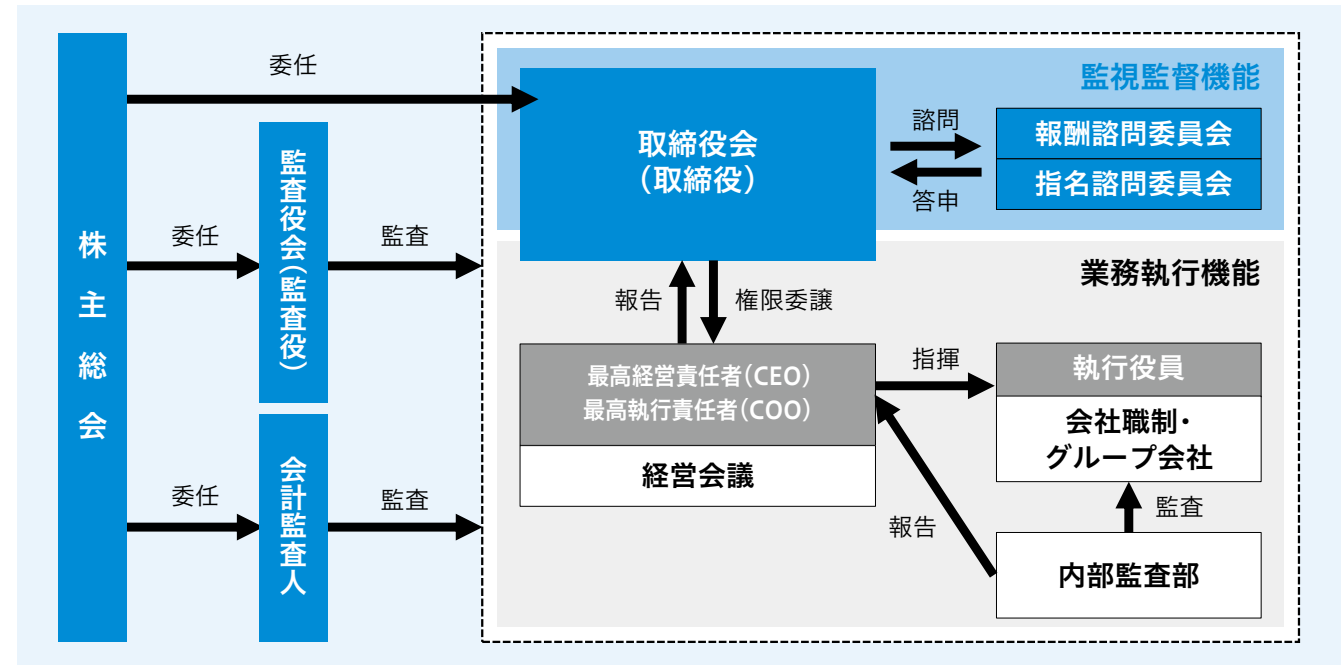 株主総会
委任
委任
委任
監査役会(監査役)
会計監査人
監査
監査
監視監督機能
取締役会
(取締役)
諮問
答申
報酬諮問委員会
指名諮問委員会
業務執行機能
報告
権限委譲
最高経営責任者(CEO)
最高執行責任者(COO)
経営会議
指揮
執行役員
会社職制・
グループ会社
監査
報告
内部監査部